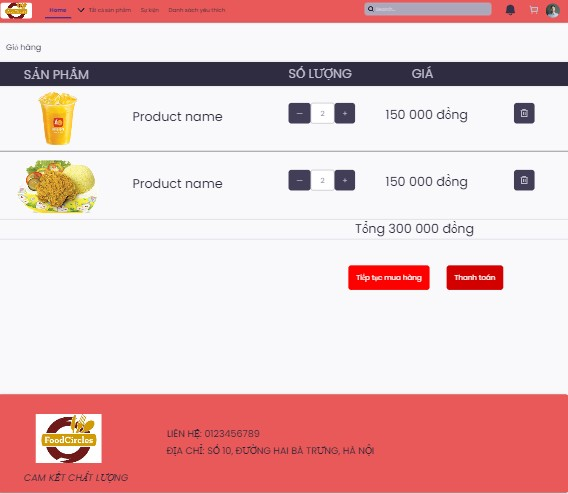 Home Tất cả sản phẩm Sự kiện Danh sách yêu thích Search...
Giỏ hàng
SẢN PHẨM SỐ LƯỢNG GIÁ
Product name − 2 + 150 000 đồng
Product name − 2 + 150 000 đồng
Tổng 300 000 đồng
Tiếp tục mua hàng Thanh toán
FoodCircles
LIÊN HỆ: 0123456789
ĐỊA CHỈ: SỐ 10, ĐƯỜNG HAI BÀ TRƯNG, HÀ NỘI
CAM KẾT CHẤT LƯỢNG